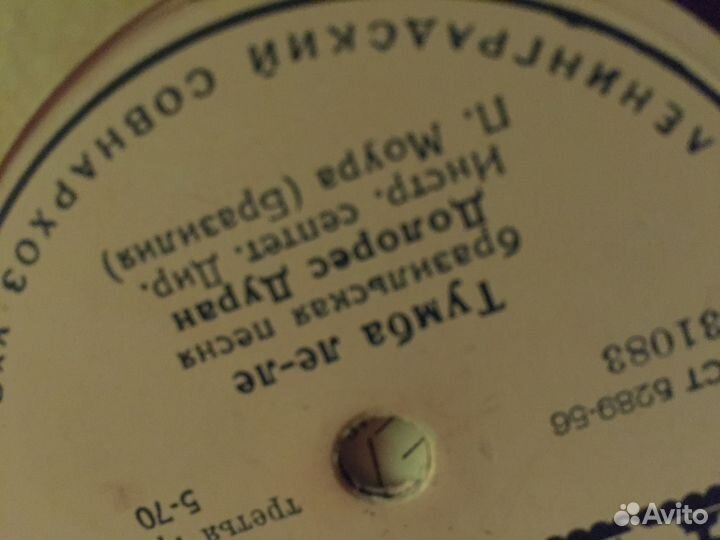 ЛЕНИНГРАДСКИЙ СОВНАРХОЗ
СТ 5289-56
31083
Тумба ле-ле
бразильская песня
Долорес Дуран
Инстр. септет. Дир.
П. Моура (Бразилия)
третья
5-70
Avito